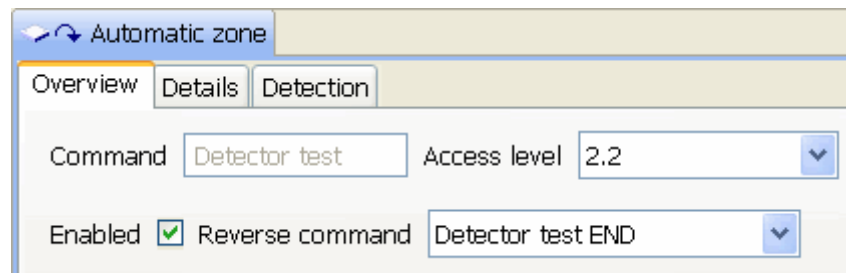 Automatic zone
Overview Details Detection
Command Detector test Access level 2.2
Enabled Reverse command Detector test END